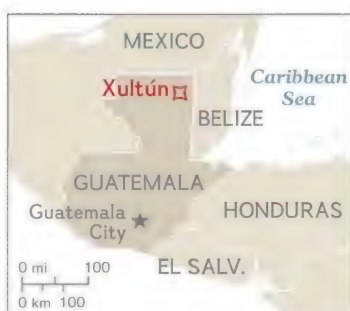 MEXICO
Xultún
Caribbean
Sea
BELIZE
GUATEMALA
Guatemala
City
HONDURAS
EL SALV.
0 mi 100
0 km 100